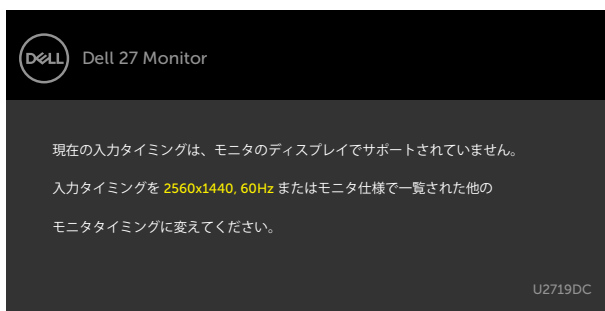 DELL Dell 27 Monitor
現在の入力タイミングは、モニタのディスプレイでサポートされていません。
入力タイミングを 2560x1440, 60Hz またはモニタ仕様で一覧された他の
モニタタイミングに変えてください。
U2719DC